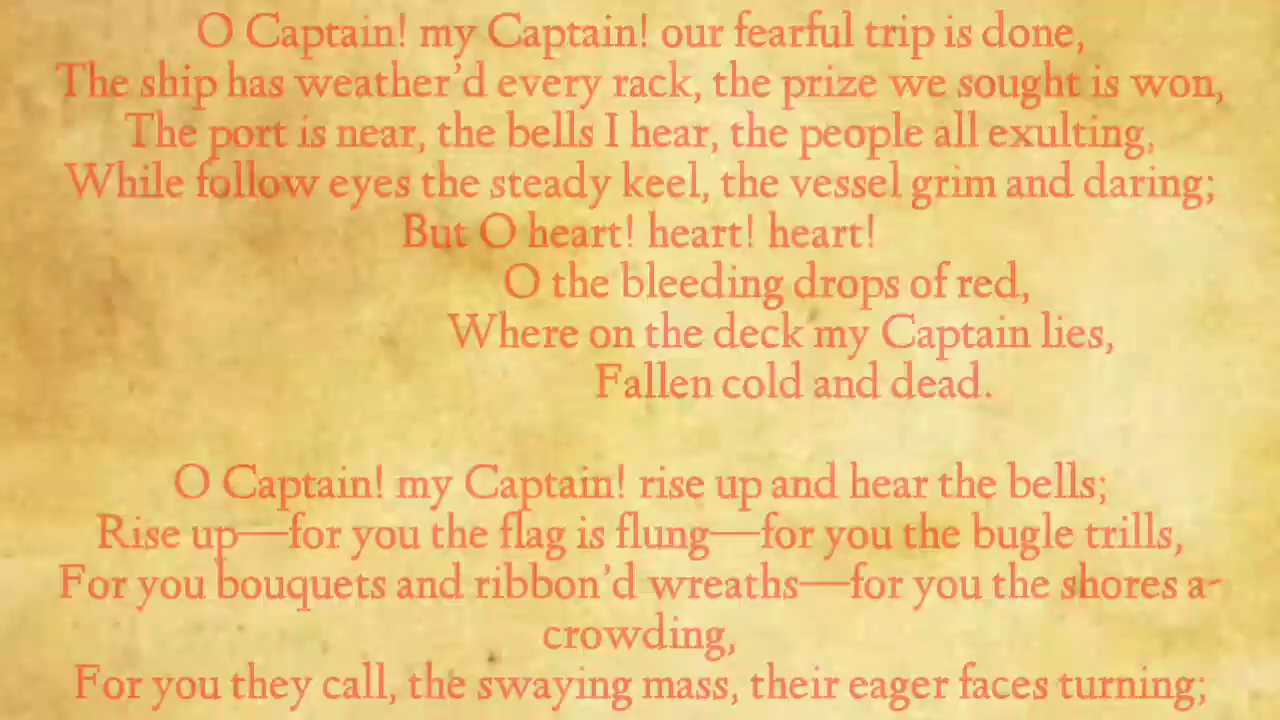 O Captain! my Captain! our fearful trip is done,
The ship has weather’d every rack, the prize we sought is won,
The port is near, the bells I hear, the people all exulting,
While follow eyes the steady keel, the vessel grim and daring;
But O heart! heart! heart!
O the bleeding drops of red,
Where on the deck my Captain lies,
Fallen cold and dead.
O Captain! my Captain! rise up and hear the bells;
Rise up—for you the flag is flung—for you the bugle trills,
For you bouquets and ribbon’d wreaths—for you the shores a-
crowding,
For you they call, the swaying mass, their eager faces turning;